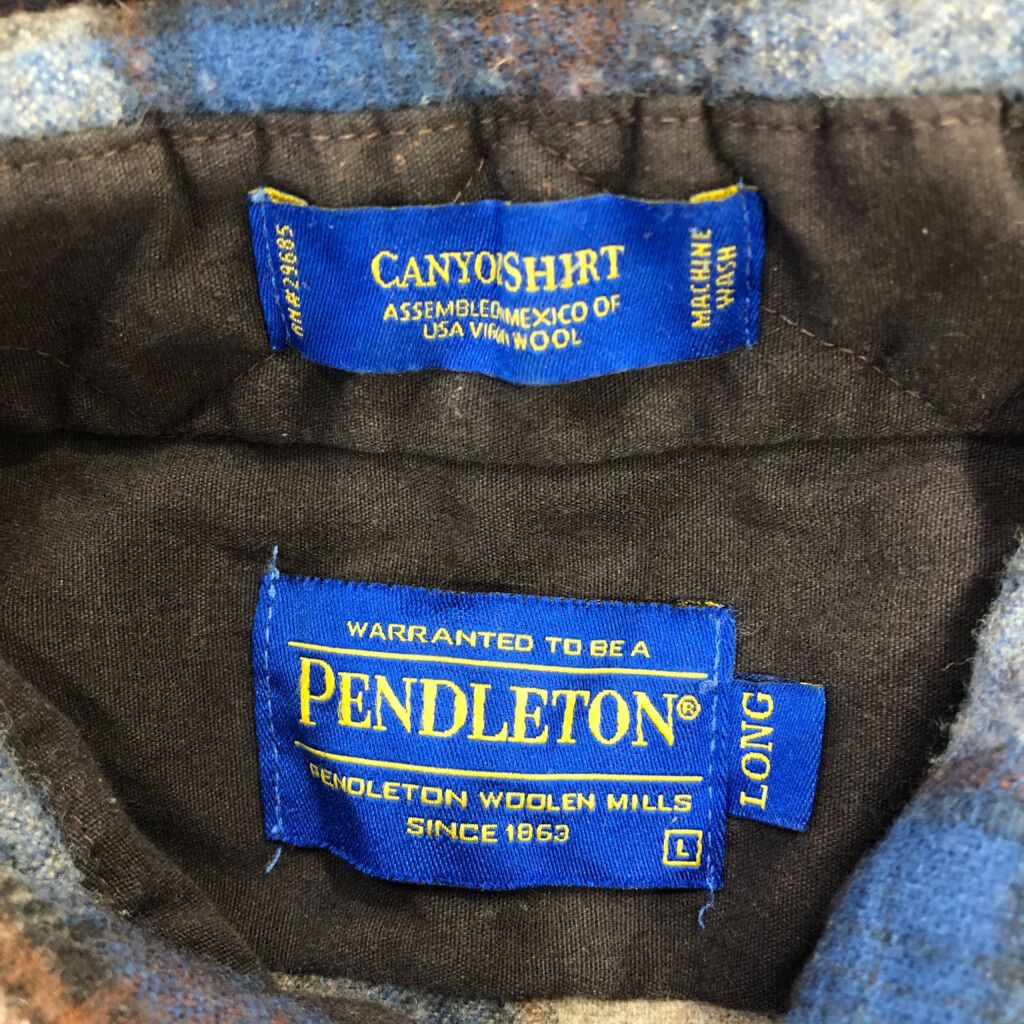 RN#29685
CANYON SHIRT
ASSEMBLED IN MEXICO OF
USA VIRGIN WOOL
MACHINE
WASH
WARRANTED TO BE A
PENDLETON®
PENDLETON WOOLEN MILLS
SINCE 1863
L
LONG